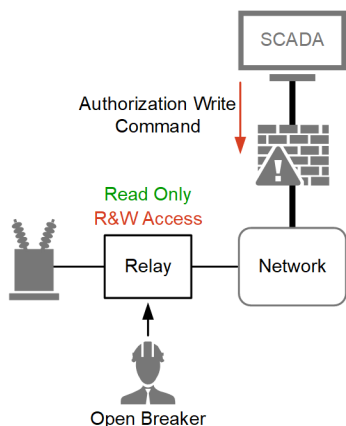 SCADA
Authorization Write
Command
Read Only
R&W Access
Relay
Network
Open Breaker